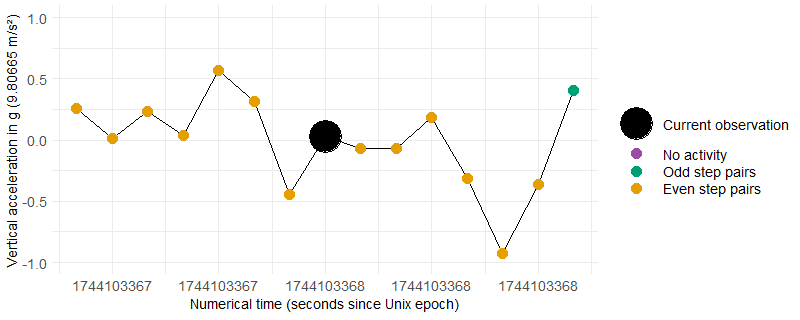 Vertical acceleration in g (9.80665 m/s²)
1.0
0.5
0.0
-0.5
-1.0
1744103367
1744103367
1744103368
1744103368
1744103368
Numerical time (seconds since Unix epoch)
Current observation
No activity
Odd step pairs
Even step pairs